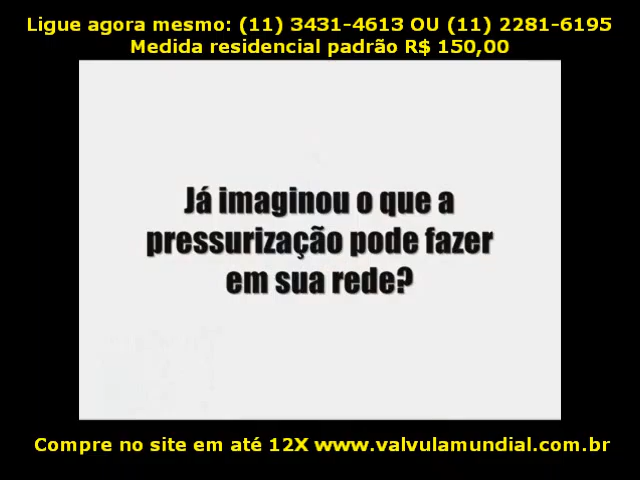 Ligue agora mesmo: (11) 3431-4613 OU (11) 2281-6195
Medida residencial padrão R$ 150,00
Já imaginou o que a
pressurização pode fazer
em sua rede?
Compre no site em até 12X www.valvulamundial.com.br